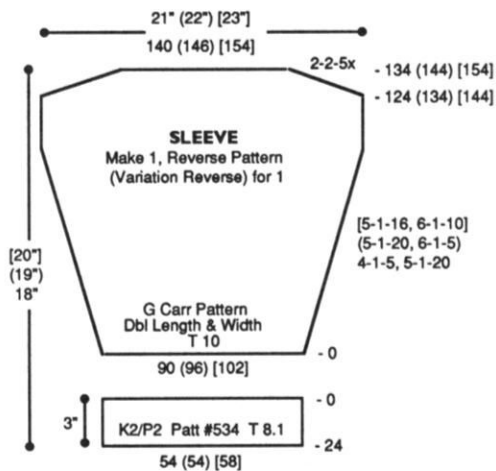 21" (22") [23"]
140 (146) [154]
2-2-5x
- 134 (144) [154]
- 124 (134) [144]
SLEEVE
Make 1, Reverse Pattern
(Variation Reverse) for 1
[5-1-16, 6-1-10]
(5-1-20, 6-1-5)
4-1-5, 5-1-20
[20"]
(19")
18"
G Carr Pattern
Dbl Length & Width
T 10
- 0
90 (96) [102]
- 0
3"
K2/P2 Patt #534 T 8.1
- 24
54 (54) [58]